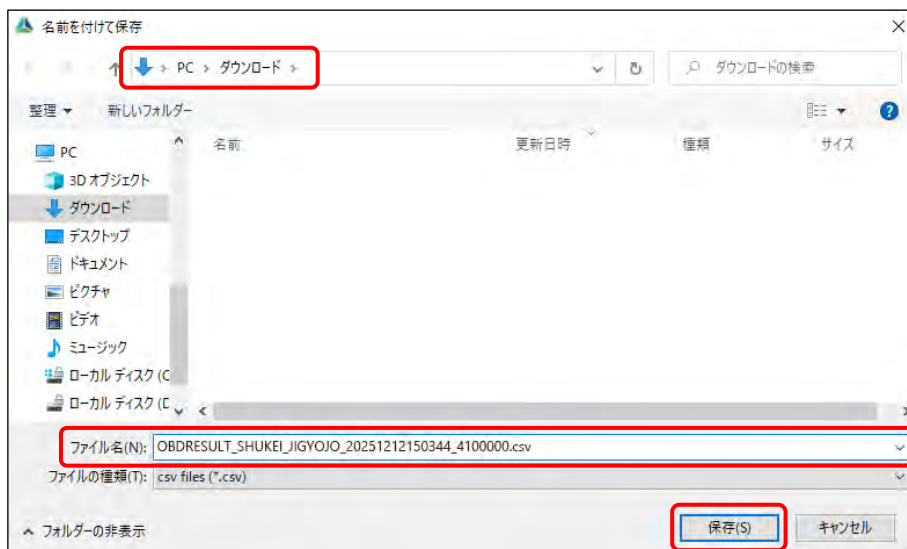 名前を付けて保存
PC > ダウンロード >
ダウンロードの検索
整理
新しいフォルダー
名前 更新日時 種類 サイズ
PC
3D オブジェクト
ダウンロード
デスクトップ
ドキュメント
ピクチャ
ビデオ
ミュージック
ローカル ディスク (C
ローカル ディスク (D
ファイル名(N): OBDRESULT_SHUKEI_JIGYOJO_20251212150344_4100000.csv
ファイルの種類(T): csv files (*.csv)
フォルダーの非表示
保存(S) キャンセル